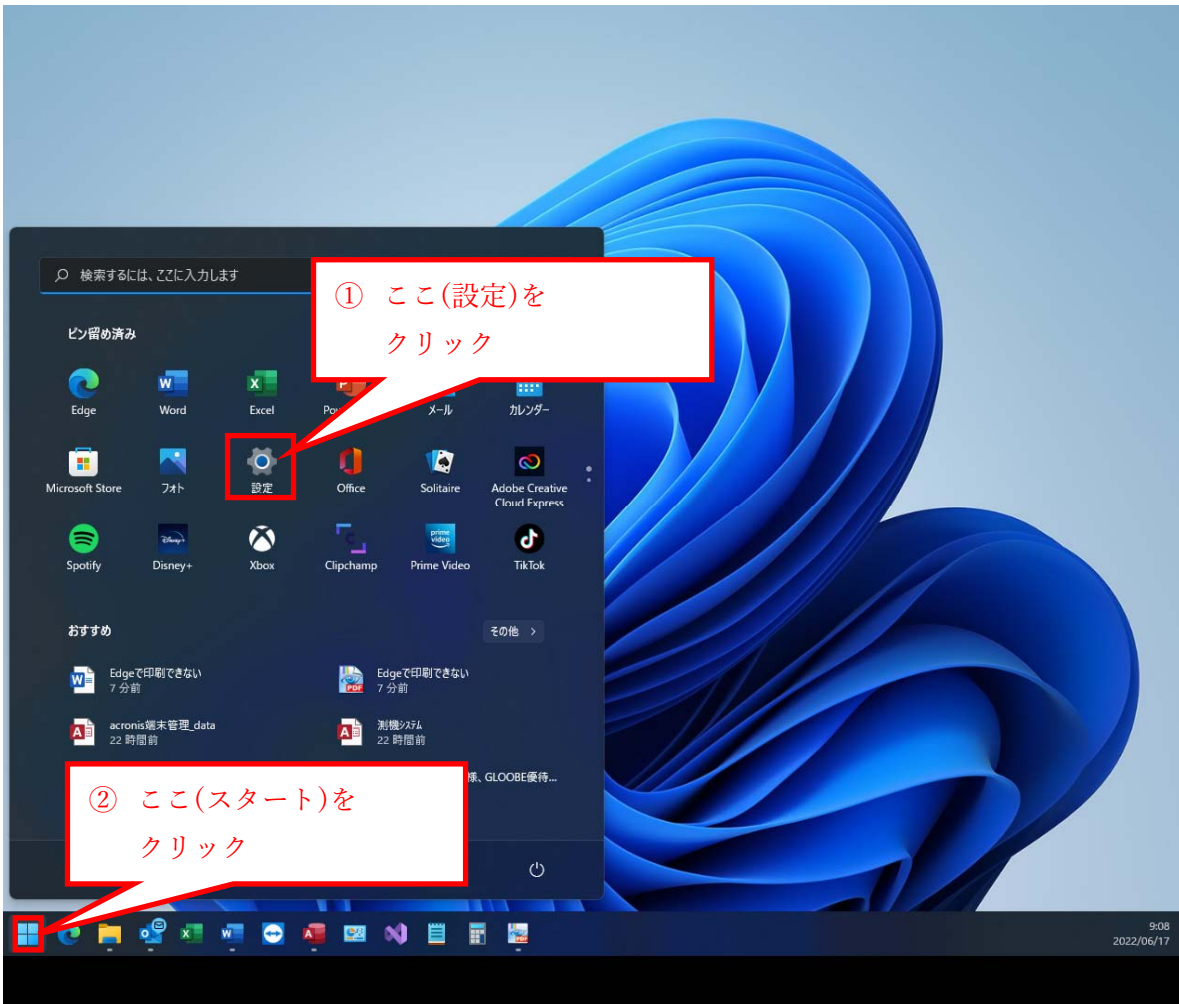 検索するには、ここに入力します
① ここ(設定)を
クリック
ピン留め済み
Edge
Word
Excel
メール
カレンダー
Microsoft Store
フォト
設定
Office
Solitaire
Adobe Creative
Cloud Express
Spotify
Disney+
Xbox
Clipchamp
prime
video
Prime Video
TikTok
おすすめ
その他 >
Edgeで印刷できない
7 分前
Edgeで印刷できない
7 分前
acronis端末管理_data
22 時間前
測機システム
22 時間前
様、GLOOBE優待...
② ここ(スタート)を
クリック
9:08
2022/06/17